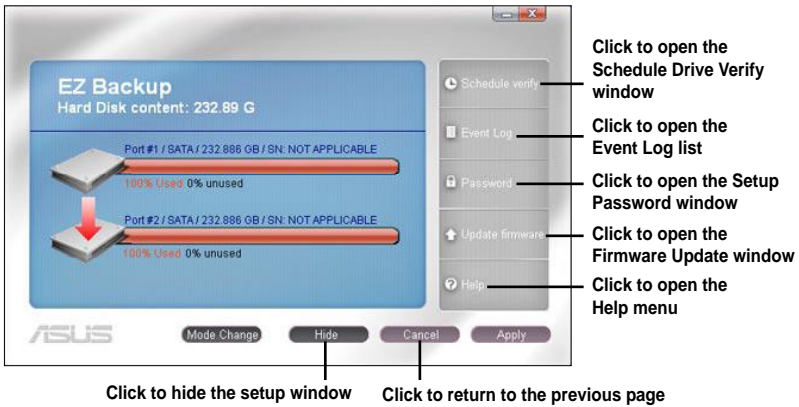 EZ Backup
Hard Disk content: 232.89 G
Port #1 / SATA / 232.886 GB / SN: NOT APPLICABLE
100% Used 0% unused
Port #2 / SATA / 232.886 GB / SN: NOT APPLICABLE
100% Used 0% unused
Schedule verify
Event Log
Password
Update firmware
Help
ASUS
Mode Change
Hide
Cancel
Apply
Click to open the
Schedule Drive Verify
window
Click to open the
Event Log list
Click to open the Setup
Password window
Click to open the
Firmware Update window
Click to open the
Help menu
Click to hide the setup window
Click to return to the previous page